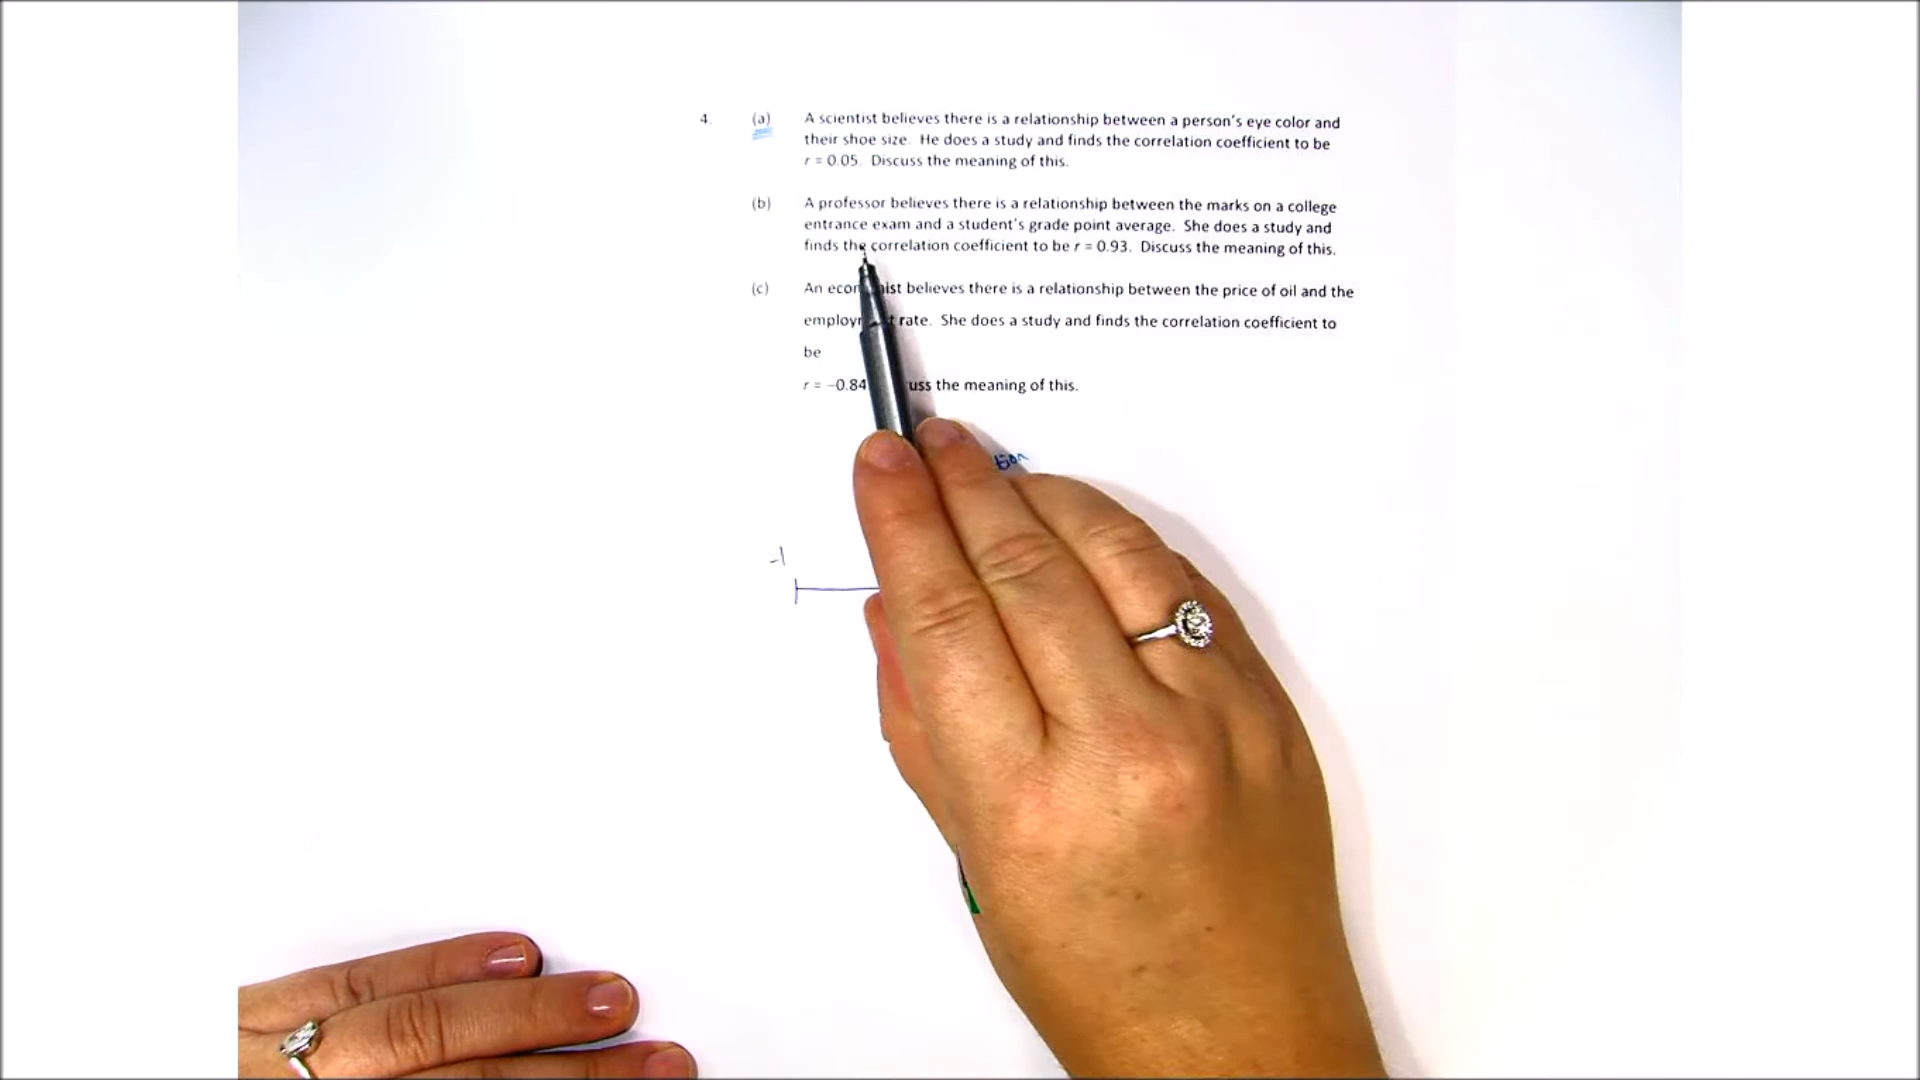 4. (a) A scientist believes there is a relationship between a person's eye color and
their shoe size. He does a study and finds the correlation coefficient to be
r = 0.05. Discuss the meaning of this.
(b) A professor believes there is a relationship between the marks on a college
entrance exam and a student's grade point average. She does a study and
finds the correlation coefficient to be r = 0.93. Discuss the meaning of this.
(c) An believes there is a relationship between the price of oil and the
rate. She does a study and finds the correlation coefficient to
be
r = −0.84 the meaning of this.
-1